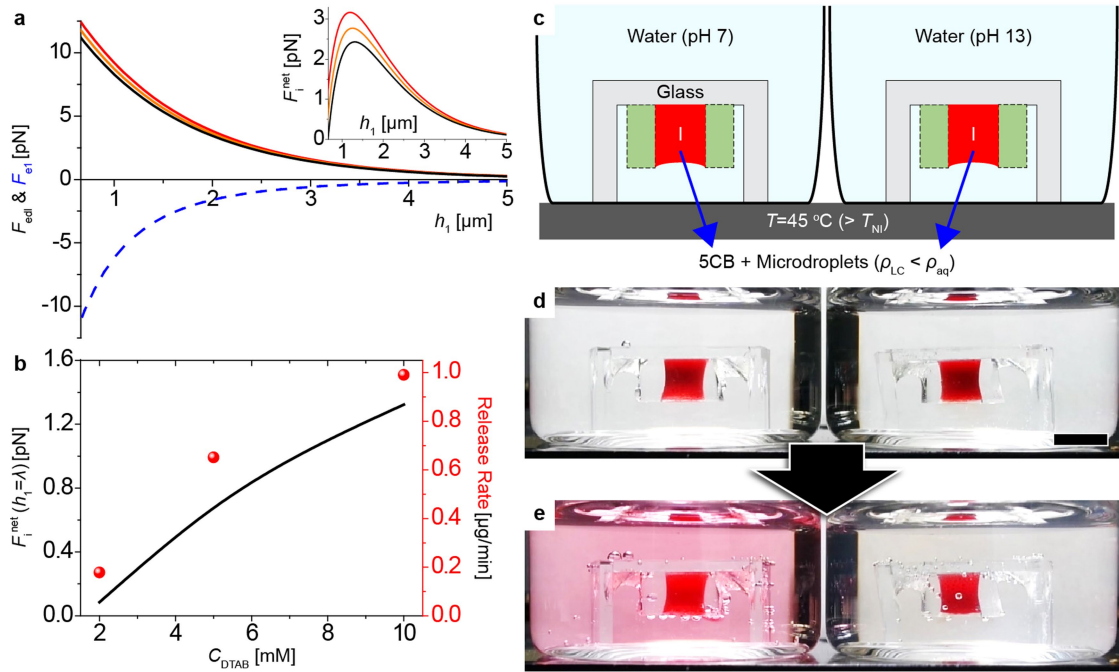 a
F_edl & F_e1 [pN]
10
5
0
-5
-10
1
2
3
4
5
h_1 [μm]
F_i^net [pN]
3
2
1
0
h_1 [μm]
1
2
3
4
5
b
F_i^net (h_1=λ) [pN]
1.6
1.2
0.8
0.4
0.0
2
4
6
8
10
C_DTAB [mM]
1.0
0.8
0.6
0.4
0.2
0.0
Release Rate [μg/min]
c
Water (pH 7)
Water (pH 13)
Glass
I
I
T=45 °C (> T_NI)
5CB + Microdroplets (ρ_LC < ρ_aq)
d
e